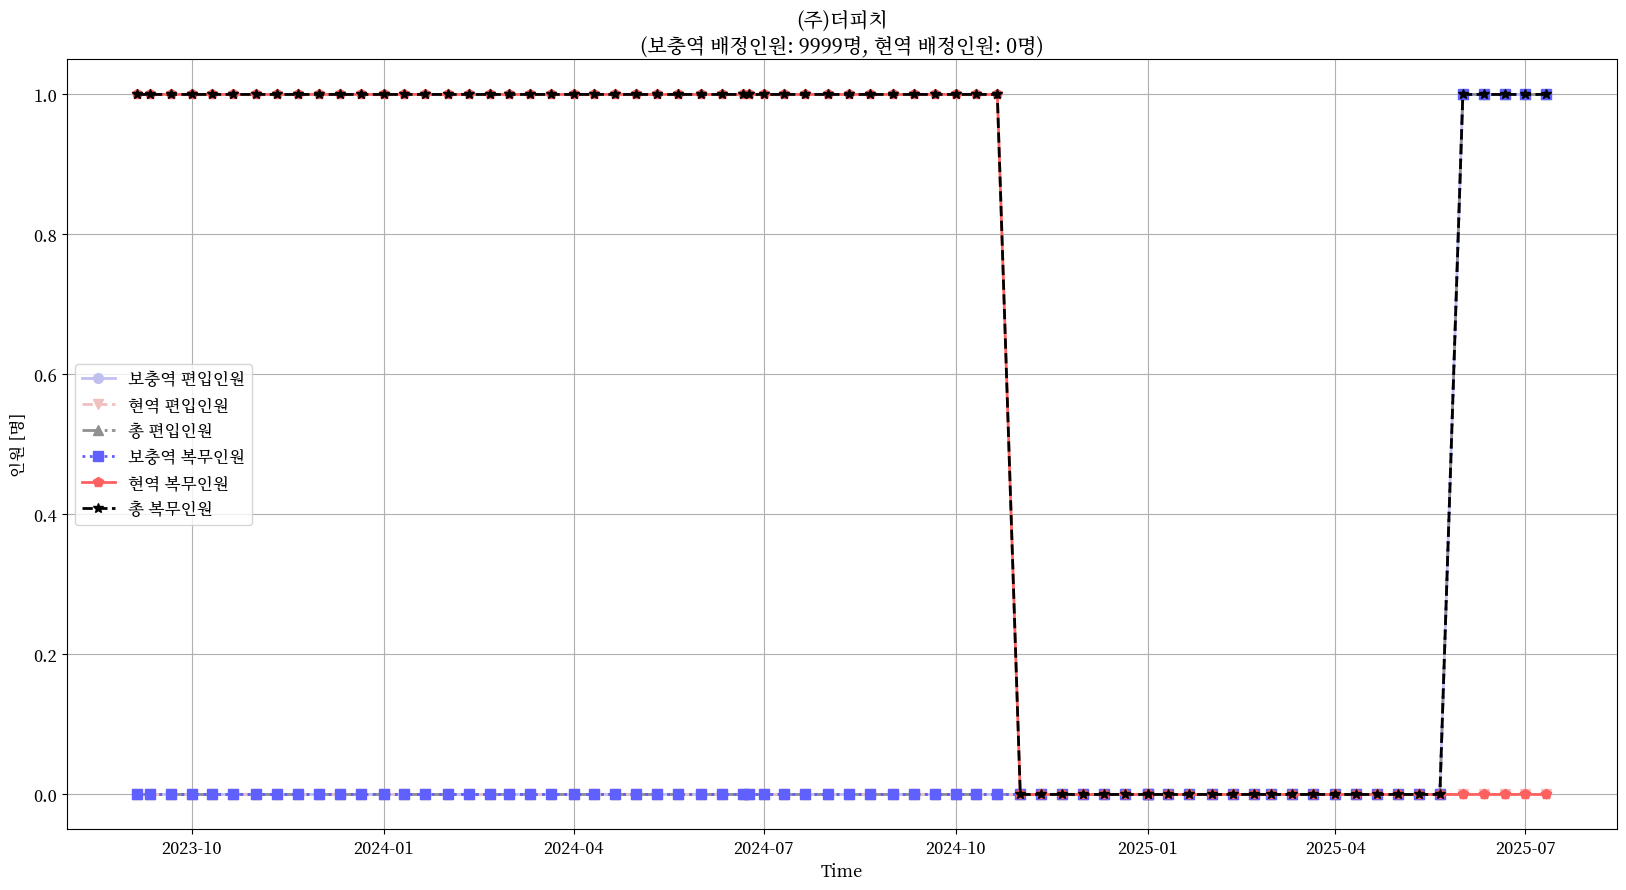 (주)더피치
(보충역 배정인원: 9999명, 현역 배정인원: 0명)
1.0
0.8
0.6
0.4
0.2
0.0
인원 [명]
보충역 편입인원
현역 편입인원
총 편입인원
보충역 복무인원
현역 복무인원
총 복무인원
2023-10
2024-01
2024-04
2024-07
2024-10
2025-01
2025-04
2025-07
Time